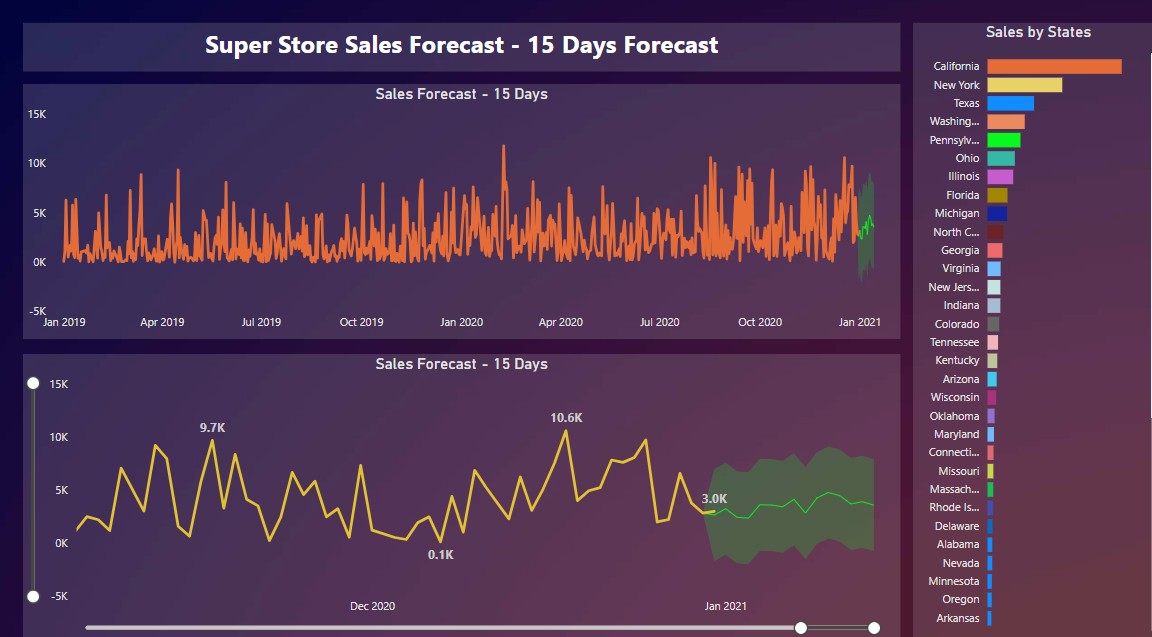 Super Store Sales Forecast - 15 Days Forecast
Sales Forecast - 15 Days
15K
10K
5K
0K
-5K
Jan 2019 Apr 2019 Jul 2019 Oct 2019 Jan 2020 Apr 2020 Jul 2020 Oct 2020 Jan 2021
Sales Forecast - 15 Days
15K
10K
5K
0K
-5K
9.7K
10.6K
0.1K
3.0K
Dec 2020 Jan 2021
Sales by States
California
New York
Texas
Washing...
Pennsylv...
Ohio
Illinois
Florida
Michigan
North C...
Georgia
Virginia
New Jers...
Indiana
Colorado
Tennessee
Kentucky
Arizona
Wisconsin
Oklahoma
Maryland
Connecti...
Missouri
Massach...
Rhode Is...
Delaware
Alabama
Nevada
Minnesota
Oregon
Arkansas